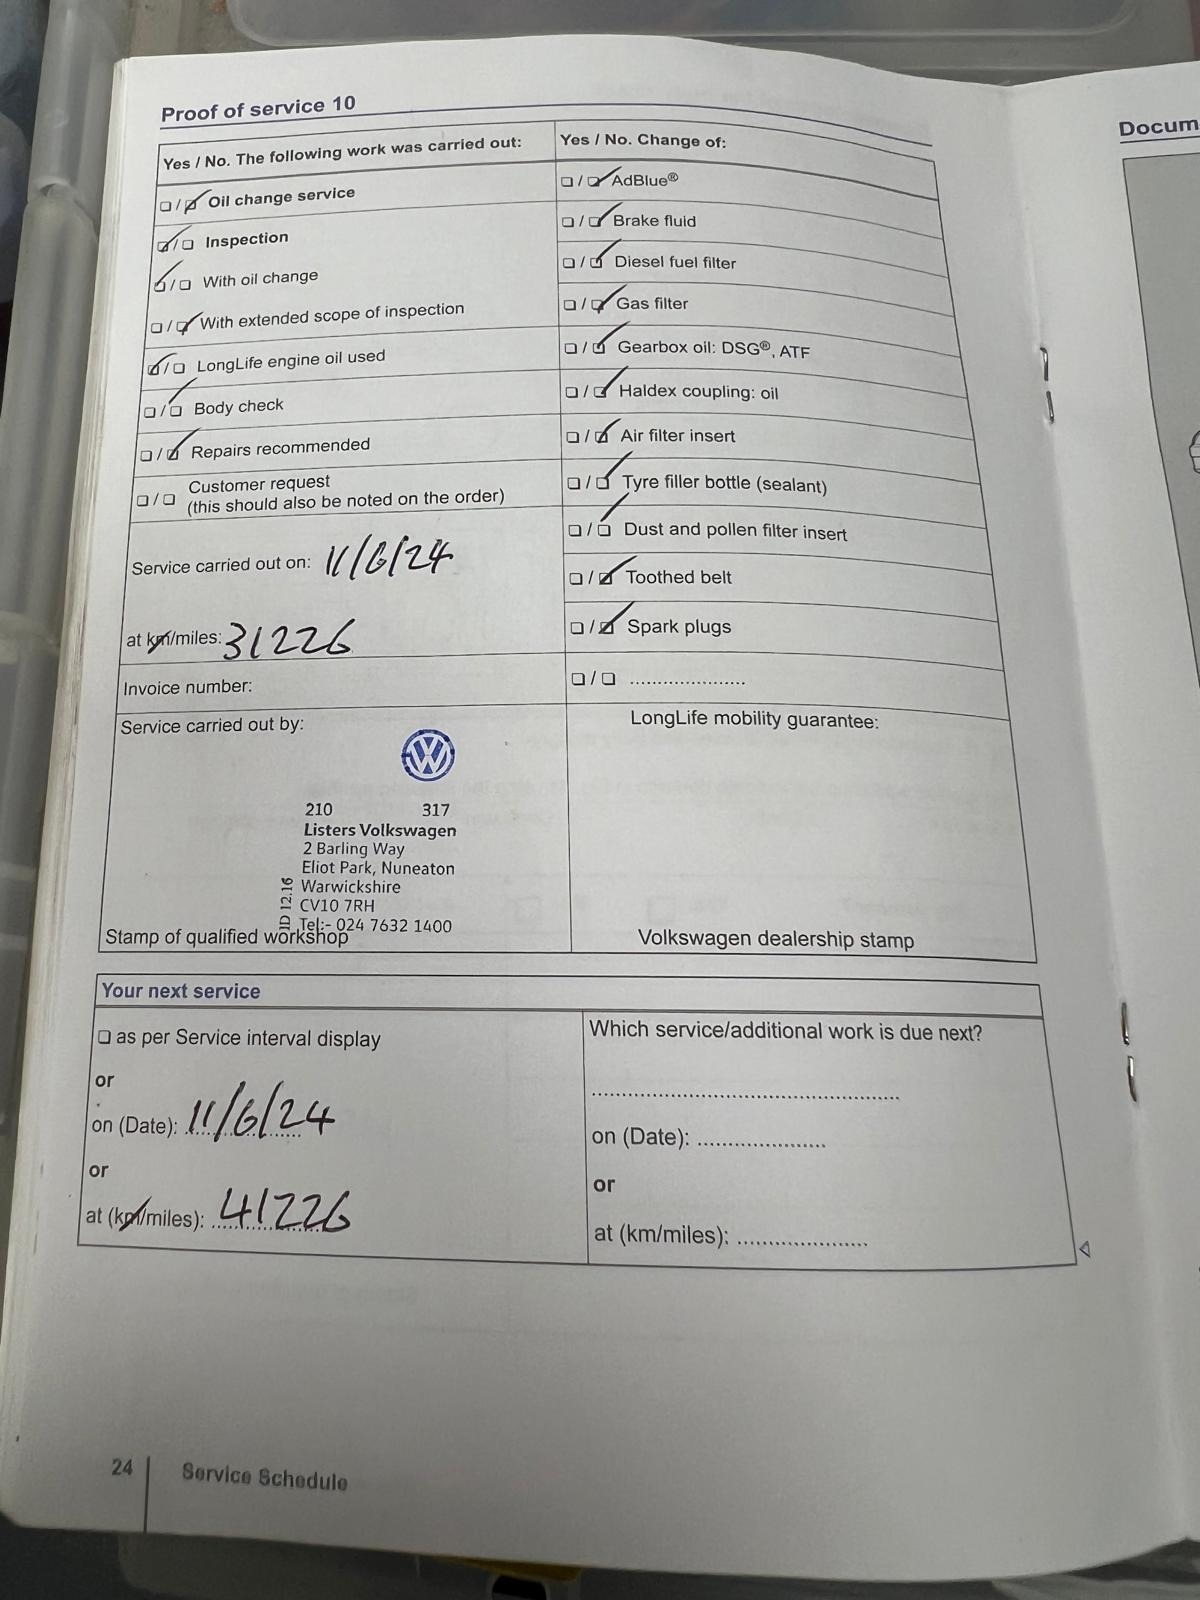 Proof of service 10
Yes / No. The following work was carried out:
☐ / ☑ Oil change service
☑ / ☐ Inspection
☑ / ☐ With oil change
☐ / ☑ With extended scope of inspection
☑ / ☐ LongLife engine oil used
☐ / ☑ Body check
☐ / ☑ Repairs recommended
☐ / ☐ Customer request
(this should also be noted on the order)
Service carried out on: 11/6/24
at km/miles: 31226
Invoice number:
Service carried out by:
VW
210 317
Listers Volkswagen
2 Barling Way
Eliot Park, Nuneaton
Warwickshire
CV10 7RH
Tel:- 024 7632 1400
ID 12.16
Stamp of qualified workshop
Yes / No. Change of:
☐ / ☑ AdBlue®
☐ / ☑ Brake fluid
☐ / ☑ Diesel fuel filter
☐ / ☑ Gas filter
☐ / ☑ Gearbox oil: DSG®, ATF
☐ / ☑ Haldex coupling: oil
☐ / ☑ Air filter insert
☐ / ☑ Tyre filler bottle (sealant)
☐ / ☑ Dust and pollen filter insert
☐ / ☑ Toothed belt
☐ / ☑ Spark plugs
☐ / ☐ .....................
LongLife mobility guarantee:
Volkswagen dealership stamp
Your next service
☐ as per Service interval display
or
on (Date): 11/6/24
or
at (km/miles): 41226
Which service/additional work is due next?
......................................................
on (Date): ......................
or
at (km/miles): ......................
24 Service Schedule
Docum